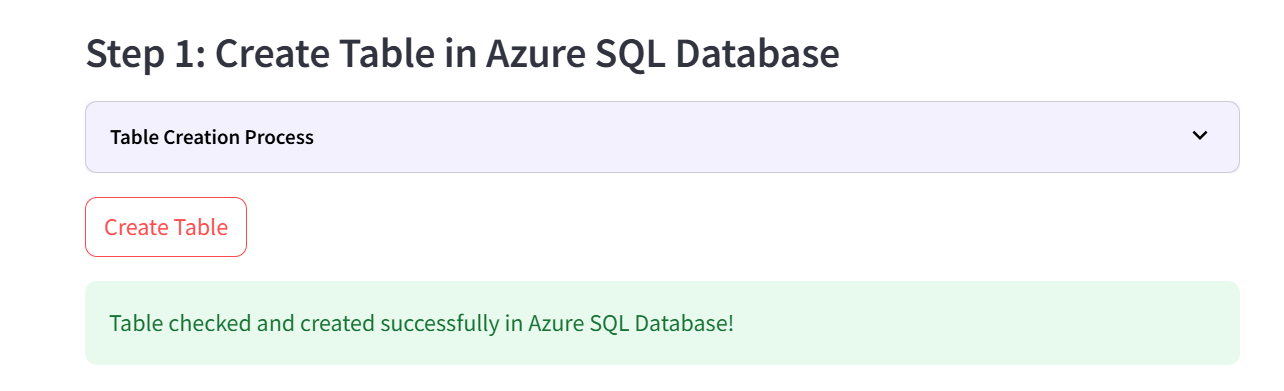 Step 1: Create Table in Azure SQL Database
Table Creation Process
Create Table
Table checked and created successfully in Azure SQL Database!